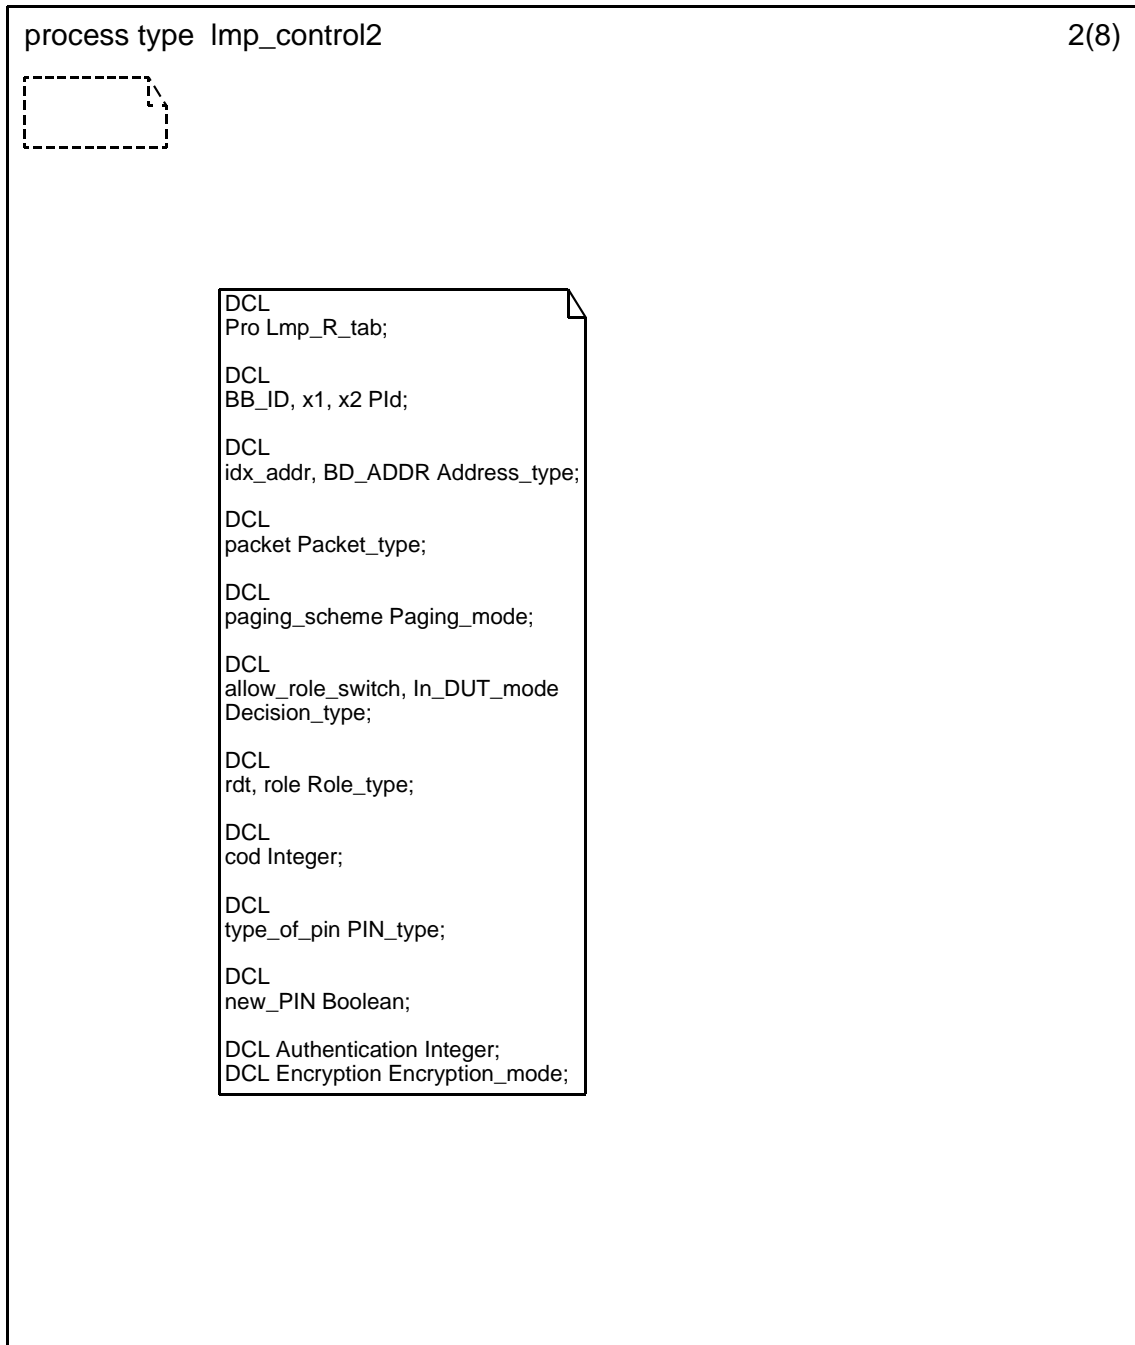 process type lmp_control2 2(8)
DCL
Pro Lmp_R_tab;
DCL
BB_ID, x1, x2 PId;
DCL
idx_addr, BD_ADDR Address_type;
DCL
packet Packet_type;
DCL
paging_scheme Paging_mode;
DCL
allow_role_switch, In_DUT_mode
Decision_type;
DCL
rdt, role Role_type;
DCL
cod Integer;
DCL
type_of_pin PIN_type;
DCL
new_PIN Boolean;
DCL Authentication Integer;
DCL Encryption Encryption_mode;